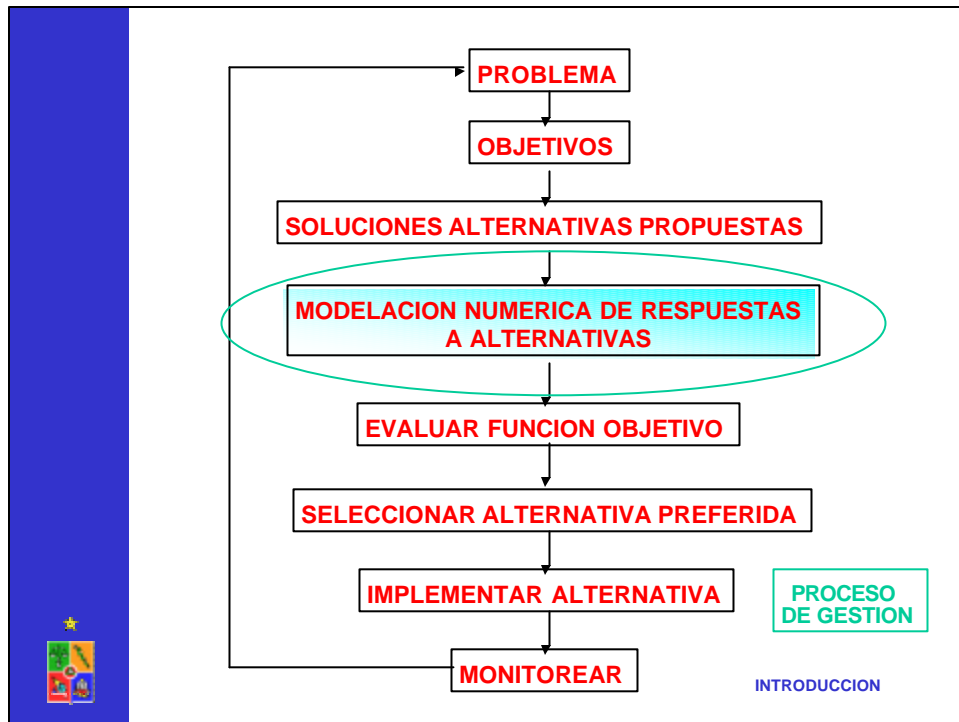 PROBLEMA
OBJETIVOS
SOLUCIONES ALTERNATIVAS PROPUESTAS
MODELACION NUMERICA DE RESPUESTAS
A ALTERNATIVAS
EVALUAR FUNCION OBJETIVO
SELECCIONAR ALTERNATIVA PREFERIDA
IMPLEMENTAR ALTERNATIVA
PROCESO
DE GESTION
MONITOREAR
INTRODUCCION